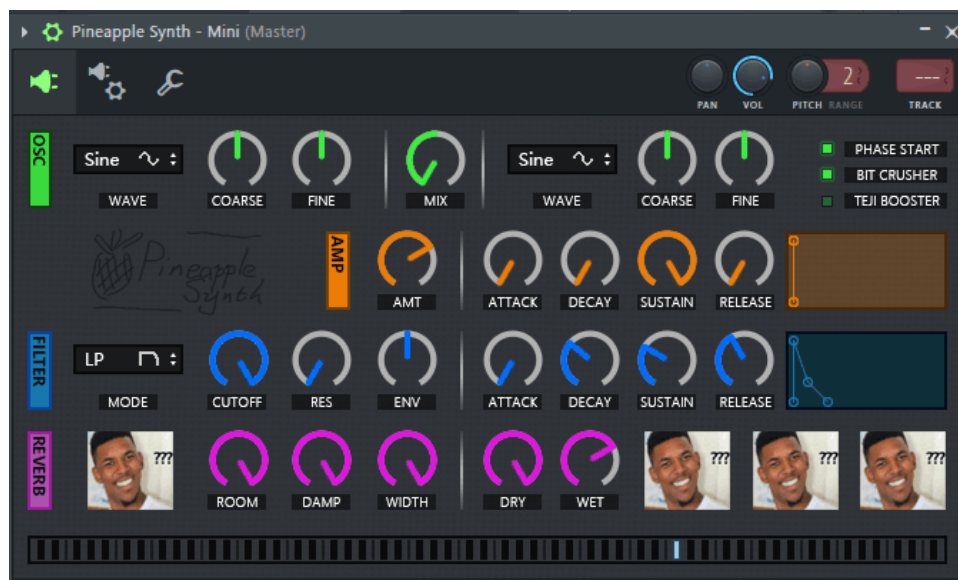 Pineapple Synth - Mini (Master)
2
---
PAN VOL PITCH RANGE TRACK
OSC
Sine
Sine
PHASE START
BIT CRUSHER
TEJI BOOSTER
WAVE COARSE FINE MIX WAVE COARSE FINE
Pineapple
Synth
AMP
AMT ATTACK DECAY SUSTAIN RELEASE
FILTER
LP
MODE CUTOFF RES ENV ATTACK DECAY SUSTAIN RELEASE
REVERB
??? ??? ??? ???
ROOM DAMP WIDTH DRY WET